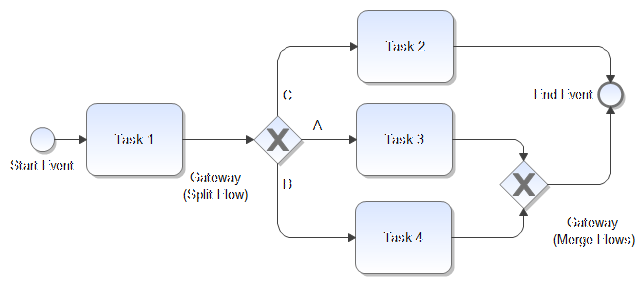 Task 2
C
End Event
A
Task 1
Task 3
Start Event
Gateway
(Split Flow)
B
Gateway
(Merge Flows)
Task 4